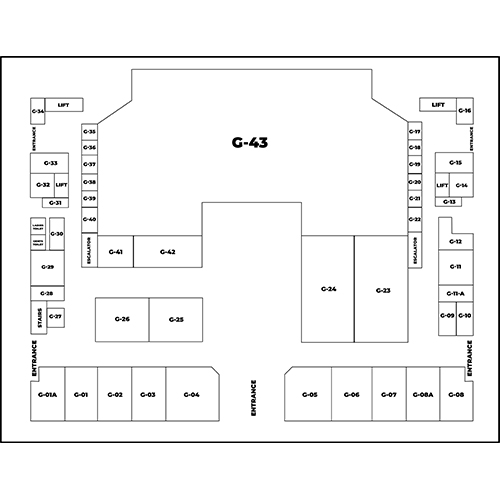 LIFT
G-34
ENTRANCE
LIFT
G-16
ENTRANCE
G-43
G-35
G-36
G-37
G-38
G-39
G-40
ESCALATOR
G-17
G-18
G-19
G-20
G-21
G-22
ESCALATOR
G-33
G-32
LIFT
G-31
G-15
LIFT
G-14
G-13
LADIES
TOILET
GENTS
TOILET
G-30
G-29
G-28
STAIRS
G-27
G-12
G-11
G-11-A
G-09
G-10
G-41
G-42
G-24
G-23
G-26
G-25
ENTRANCE
ENTRANCE
G-01A
G-01
G-02
G-03
G-04
ENTRANCE
G-05
G-06
G-07
G-08A
G-08